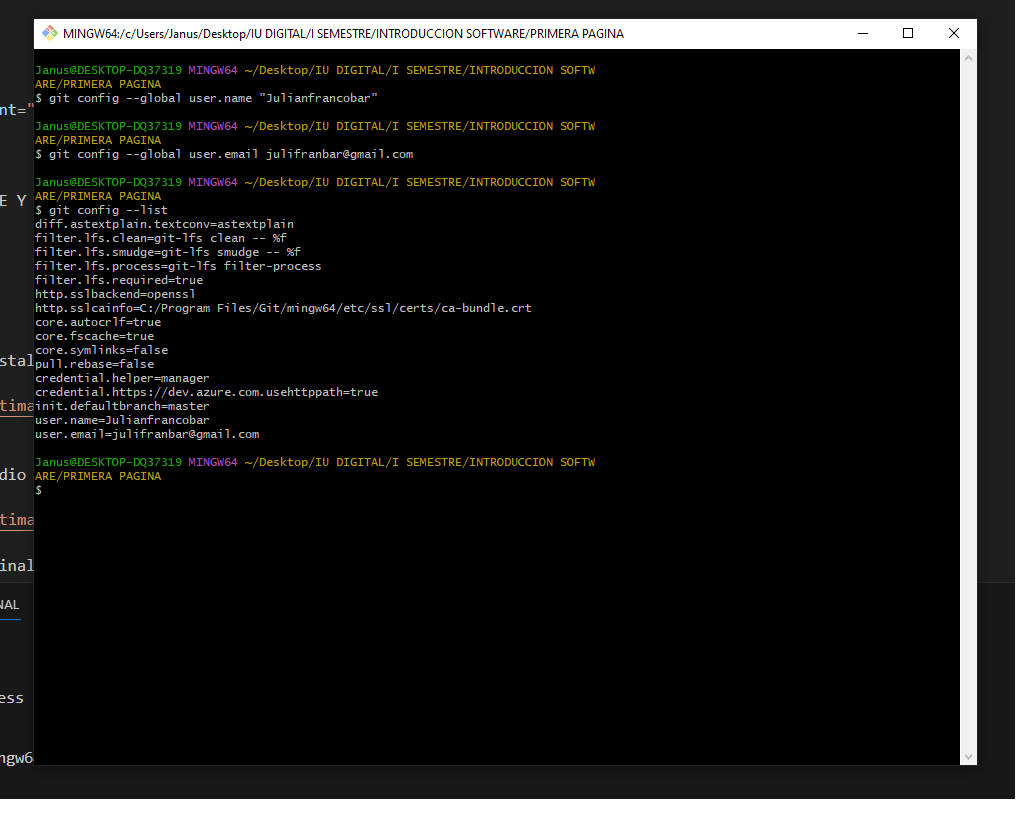 MINGW64:/c/Users/Janus/Desktop/IU DIGITAL/I SEMESTRE/INTRODUCCION SOFTWARE/PRIMERA PAGINA
Janus@DESKTOP-DQ37319 MINGW64 ~/Desktop/IU DIGITAL/I SEMESTRE/INTRODUCCION SOFTW
ARE/PRIMERA PAGINA
$ git config --global user.name "Julianfrancobar"
Janus@DESKTOP-DQ37319 MINGW64 ~/Desktop/IU DIGITAL/I SEMESTRE/INTRODUCCION SOFTW
ARE/PRIMERA PAGINA
$ git config --global user.email julifranbar@gmail.com
Janus@DESKTOP-DQ37319 MINGW64 ~/Desktop/IU DIGITAL/I SEMESTRE/INTRODUCCION SOFTW
ARE/PRIMERA PAGINA
$ git config --list
diff.astextplain.textconv=astextplain
filter.lfs.clean=git-lfs clean -- %f
filter.lfs.smudge=git-lfs smudge -- %f
filter.lfs.process=git-lfs filter-process
filter.lfs.required=true
http.sslbackend=openssl
http.sslcainfo=C:/Program Files/Git/mingw64/etc/ssl/certs/ca-bundle.crt
core.autocrlf=true
core.fscache=true
core.symlinks=false
pull.rebase=false
credential.helper=manager
credential.https://dev.azure.com.usehttppath=true
init.defaultbranch=master
user.name=Julianfrancobar
user.email=julifranbar@gmail.com
Janus@DESKTOP-DQ37319 MINGW64 ~/Desktop/IU DIGITAL/I SEMESTRE/INTRODUCCION SOFTW
ARE/PRIMERA PAGINA
$
nt="
E Y
stal
tima
dio
tima
inal
NAL
ess
ngw6